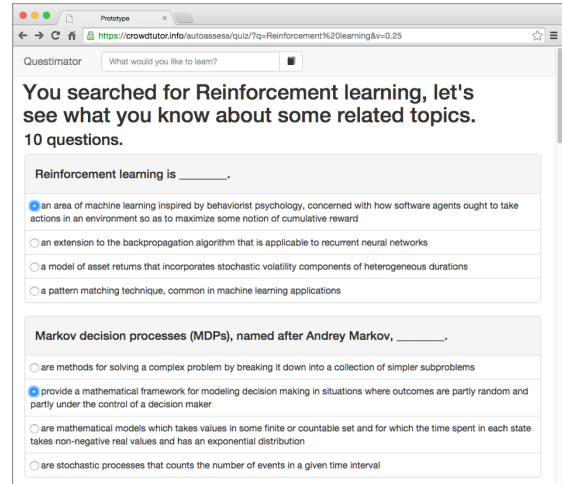 Prototype
https://crowdtutor.info/autoassess/quiz/?q=Reinforcement%20learning&v=0.25
Questimator
What would you like to learn?
You searched for Reinforcement learning, let's
see what you know about some related topics.
10 questions.
Reinforcement learning is ________.
an area of machine learning inspired by behaviorist psychology, concerned with how software agents ought to take
actions in an environment so as to maximize some notion of cumulative reward
an extension to the backpropagation algorithm that is applicable to recurrent neural networks
a model of asset returns that incorporates stochastic volatility components of heterogeneous durations
a pattern matching technique, common in machine learning applications
Markov decision processes (MDPs), named after Andrey Markov, ________.
are methods for solving a complex problem by breaking it down into a collection of simpler subproblems
provide a mathematical framework for modeling decision making in situations where outcomes are partly random and
partly under the control of a decision maker
are mathematical models which takes values in some finite or countable set and for which the time spent in each state
takes non-negative real values and has an exponential distribution
are stochastic processes that counts the number of events in a given time interval